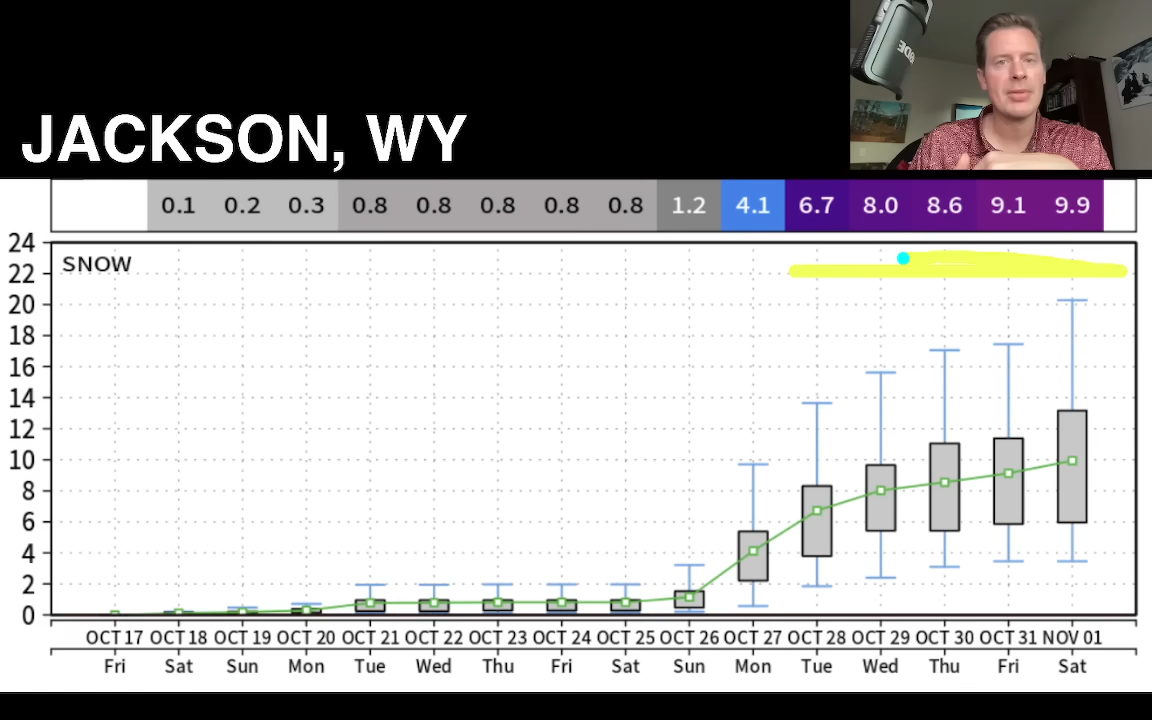 JACKSON, WY
0.1 0.2 0.3 0.8 0.8 0.8 0.8 0.8 1.2 4.1 6.7 8.0 8.6 9.1 9.9
24
SNOW
22
20
18
16
14
12
10
8
6
4
2
0
OCT 17 OCT 18 OCT 19 OCT 20 OCT 21 OCT 22 OCT 23 OCT 24 OCT 25 OCT 26 OCT 27 OCT 28 OCT 29 OCT 30 OCT 31 NOV 01
Fri Sat Sun Mon Tue Wed Thu Fri Sat Sun Mon Tue Wed Thu Fri Sat